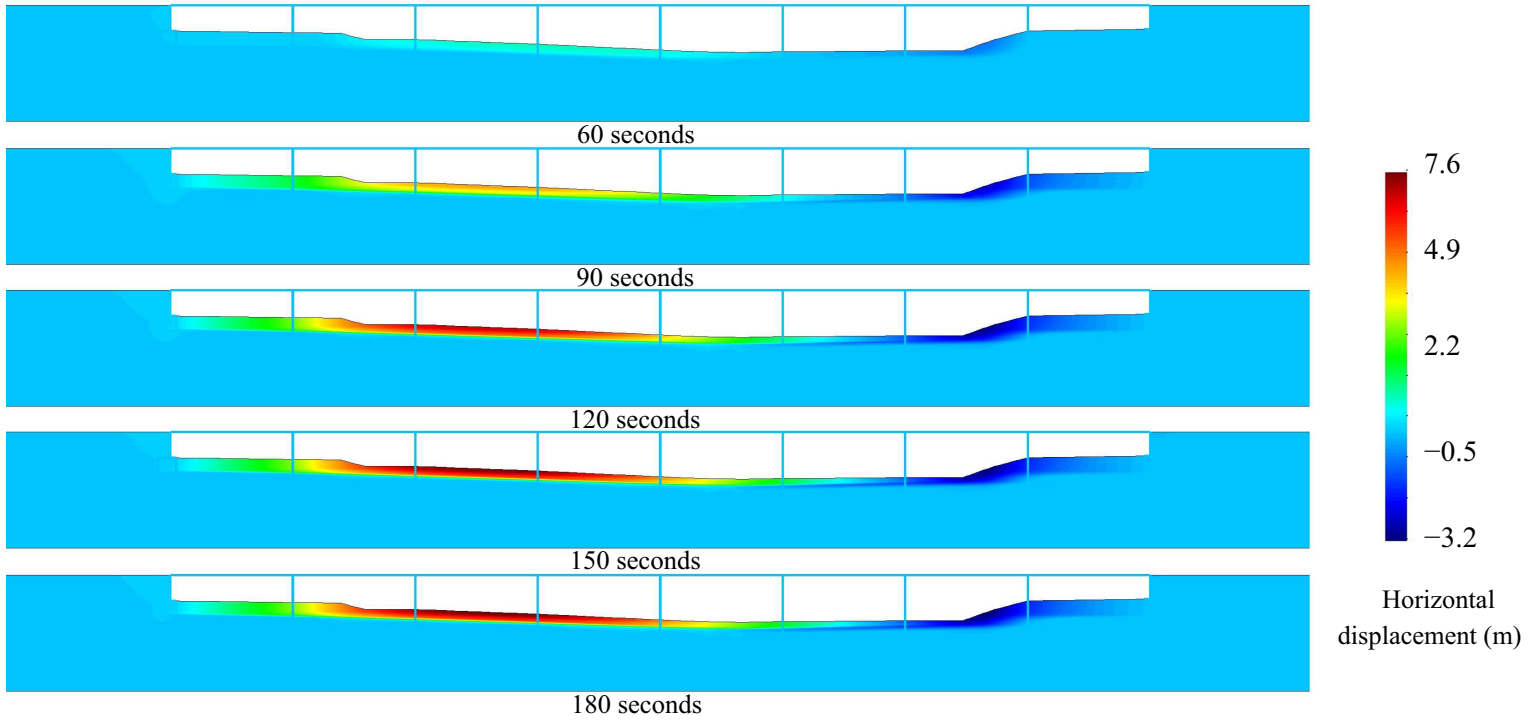 60 seconds
90 seconds
120 seconds
150 seconds
180 seconds
7.6
4.9
2.2
−0.5
−3.2
Horizontal
displacement (m)